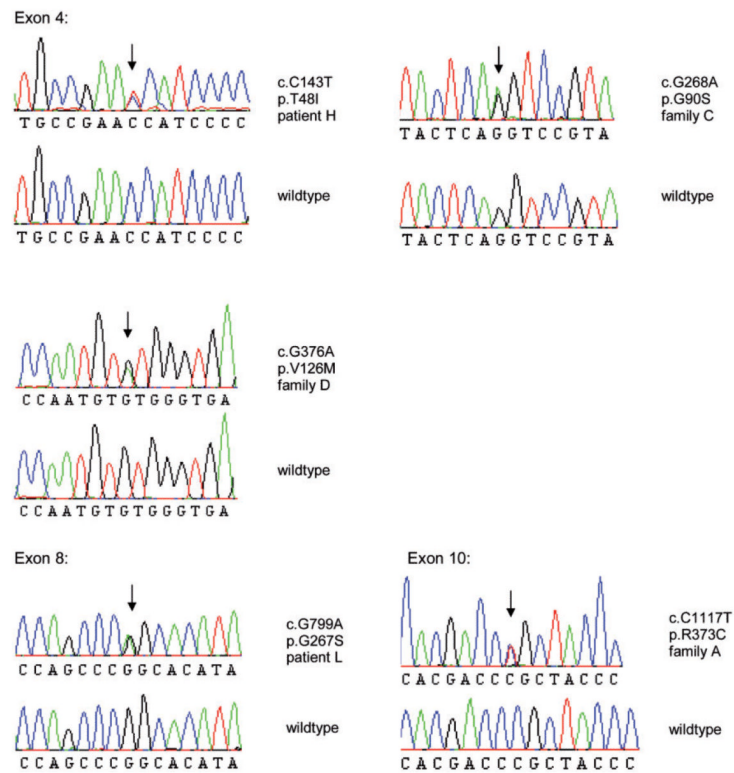 Exon 4:
c.C143T
p.T48I
patient H
TGCCGAACCATCCCC
wildtype
TGCCGAACCATCCCC
c.G268A
p.G90S
family C
TACTCAGGTCCGTA
wildtype
TACTCAGGTCCGTA
c.G376A
p.V126M
family D
CCAATGTGTGGGTGA
wildtype
CCAATGTGTGGGTGA
Exon 8:
c.G799A
p.G267S
patient L
CCAGCCCGGCACATA
wildtype
CCAGCCCGGCACATA
Exon 10:
c.C1117T
p.R373C
family A
CACGACCCGCTACCC
wildtype
CACGACCCGCTACCC